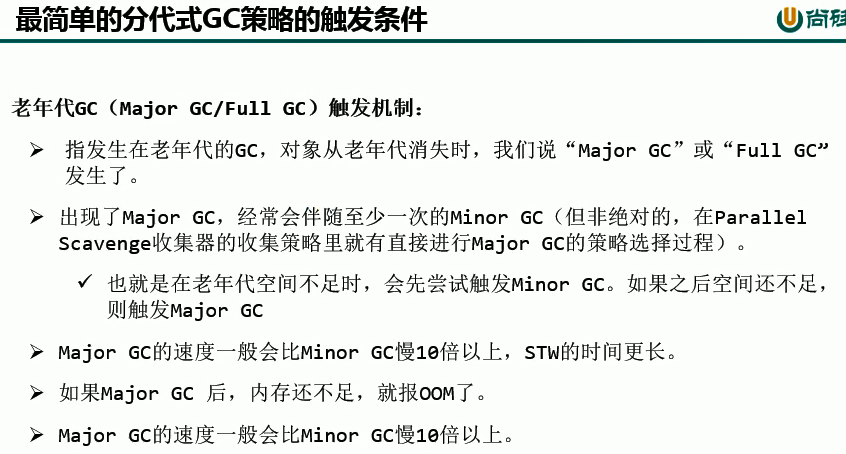 最简单的分代式GC策略的触发条件
尚硅
老年代GC（Major GC/Full GC）触发机制：
➢ 指发生在老年代的GC，对象从老年代消失时，我们说“Major GC”或“Full GC”
发生了。
➢ 出现了Major GC，经常会伴随至少一次的Minor GC（但非绝对的，在Parallel
Scavenge收集器的收集策略里就有直接进行Major GC的策略选择过程）。
✓ 也就是在老年代空间不足时，会先尝试触发Minor GC。如果之后空间还不足，
则触发Major GC
➢ Major GC的速度一般会比Minor GC慢10倍以上，STW的时间更长。
➢ 如果Major GC 后，内存还不足，就报OOM了。
➢ Major GC的速度一般会比Minor GC慢10倍以上。